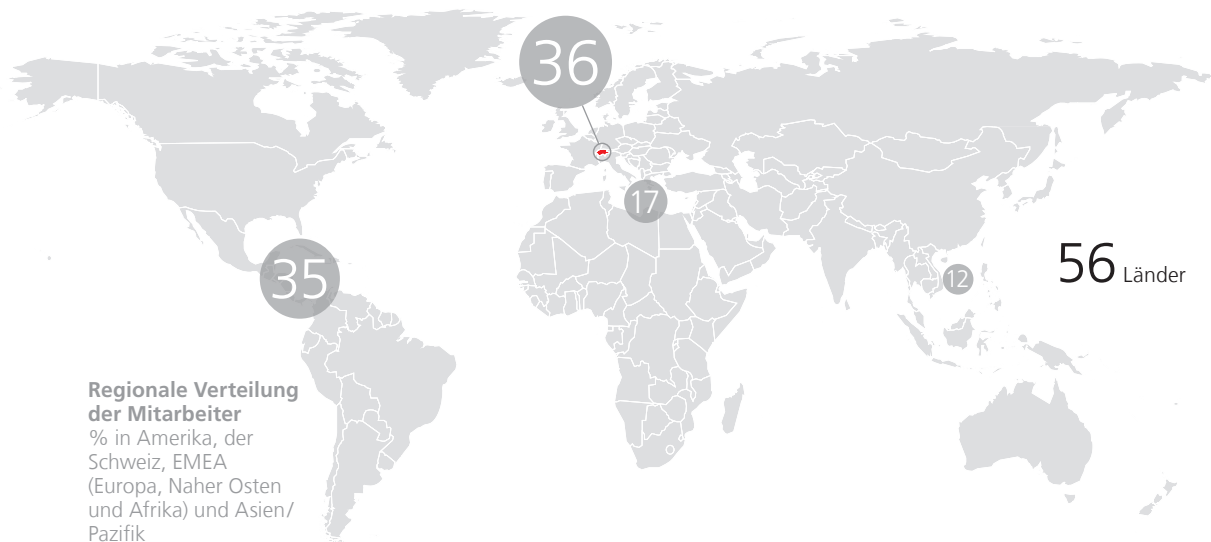 36
17
35
12
56 Länder
Regionale Verteilung
der Mitarbeiter
% in Amerika, der
Schweiz, EMEA
(Europa, Naher Osten
und Afrika) und Asien/
Pazifik